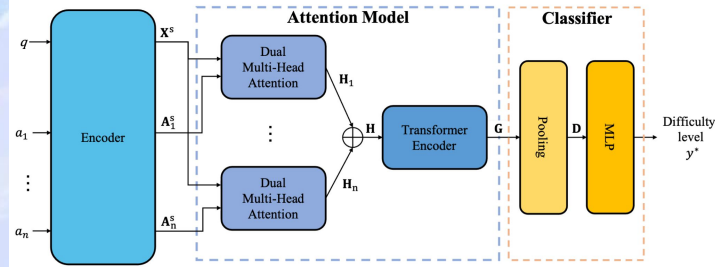 Attention Model
Classifier
q
a₁
⋮
aₙ
Encoder
Xˢ
A₁ˢ
Aₙˢ
Dual
Multi-Head
Attention
⋮
Dual
Multi-Head
Attention
H₁
Hₙ
H
Transformer
Encoder
G
Pooling
D
MLP
Difficulty
level
y*